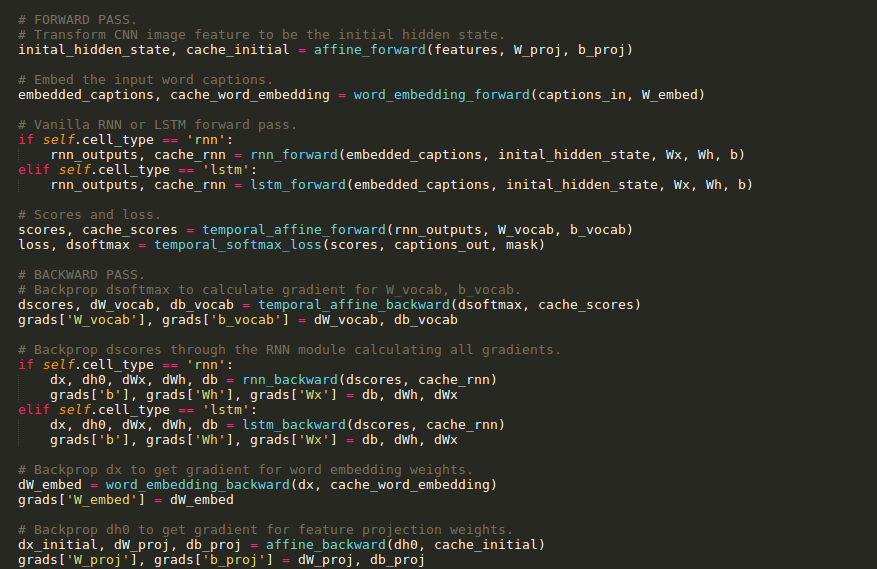 # FORWARD PASS.
# Transform CNN image feature to be the initial hidden state.
inital_hidden_state, cache_initial = affine_forward(features, W_proj, b_proj)

# Embed the input word captions.
embedded_captions, cache_word_embedding = word_embedding_forward(captions_in, W_embed)

# Vanilla RNN or LSTM forward pass.
if self.cell_type == 'rnn':
    rnn_outputs, cache_rnn = rnn_forward(embedded_captions, inital_hidden_state, Wx, Wh, b)
elif self.cell_type == 'lstm':
    rnn_outputs, cache_rnn = lstm_forward(embedded_captions, inital_hidden_state, Wx, Wh, b)

# Scores and loss.
scores, cache_scores = temporal_affine_forward(rnn_outputs, W_vocab, b_vocab)
loss, dsoftmax = temporal_softmax_loss(scores, captions_out, mask)

# BACKWARD PASS.
# Backprop dsoftmax to calculate gradient for W_vocab, b_vocab.
dscores, dW_vocab, db_vocab = temporal_affine_backward(dsoftmax, cache_scores)
grads['W_vocab'], grads['b_vocab'] = dW_vocab, db_vocab

# Backprop dscores through the RNN module calculating all gradients.
if self.cell_type == 'rnn':
    dx, dh0, dWx, dWh, db = rnn_backward(dscores, cache_rnn)
    grads['b'], grads['Wh'], grads['Wx'] = db, dWh, dWx
elif self.cell_type == 'lstm':
    dx, dh0, dWx, dWh, db = lstm_backward(dscores, cache_rnn)
    grads['b'], grads['Wh'], grads['Wx'] = db, dWh, dWx

# Backprop dx to get gradient for word embedding weights.
dW_embed = word_embedding_backward(dx, cache_word_embedding)
grads['W_embed'] = dW_embed

# Backprop dh0 to get gradient for feature projection weights.
dx_initial, dW_proj, db_proj = affine_backward(dh0, cache_initial)
grads['W_proj'], grads['b_proj'] = dW_proj, db_proj